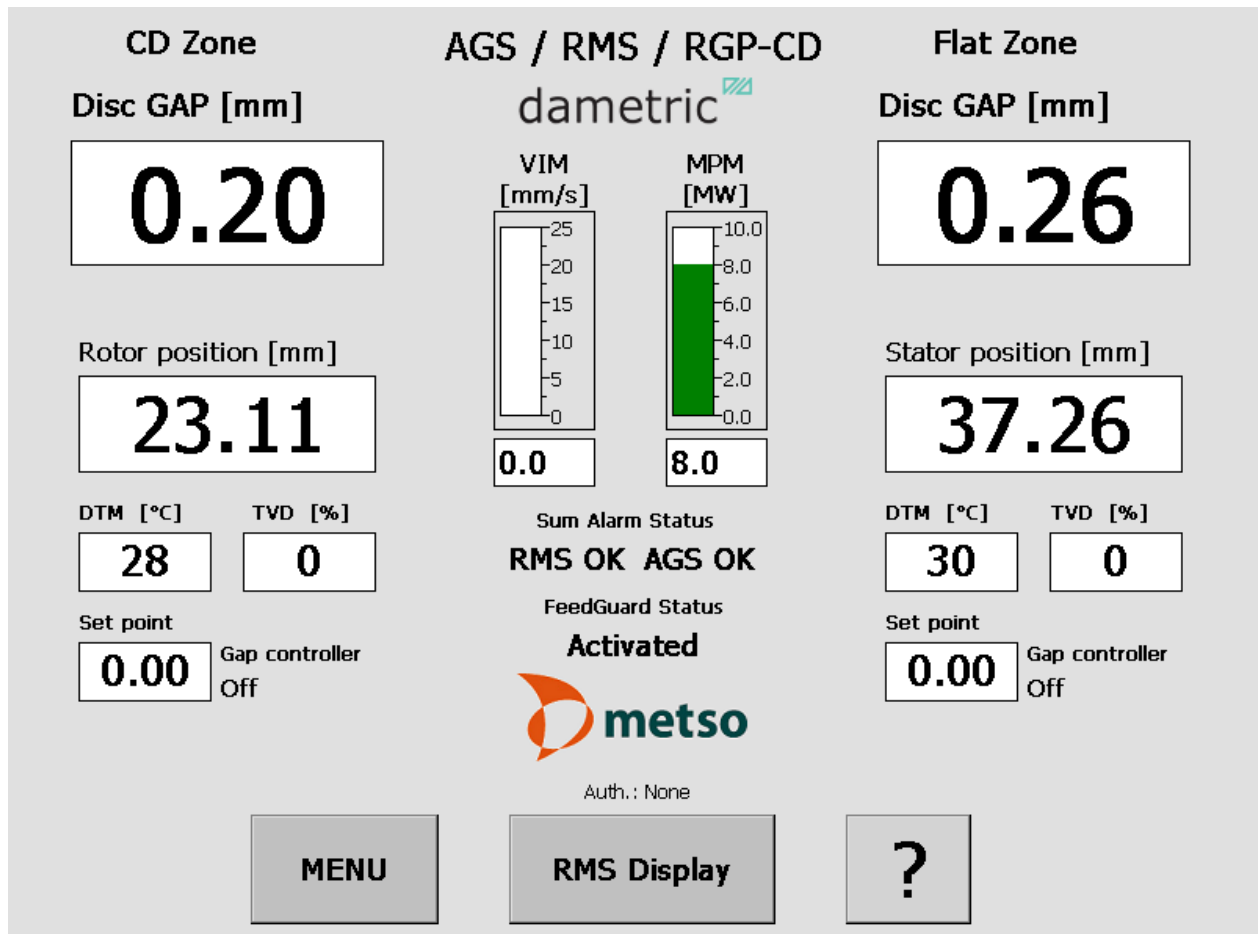 CD Zone
Disc GAP [mm]
0.20
Rotor position [mm]
23.11
DTM [°C] TVD [%]
28 0
Set point
0.00 Gap controller
Off
AGS / RMS / RGP-CD
dametric
VIM MPM
[mm/s] [MW]
25 10.0
20 8.0
15 6.0
10 4.0
5 2.0
0 0.0
0.0 8.0
Sum Alarm Status
RMS OK AGS OK
FeedGuard Status
Activated
metso
Auth.: None
Flat Zone
Disc GAP [mm]
0.26
Stator position [mm]
37.26
DTM [°C] TVD [%]
30 0
Set point
0.00 Gap controller
Off
MENU
RMS Display
?